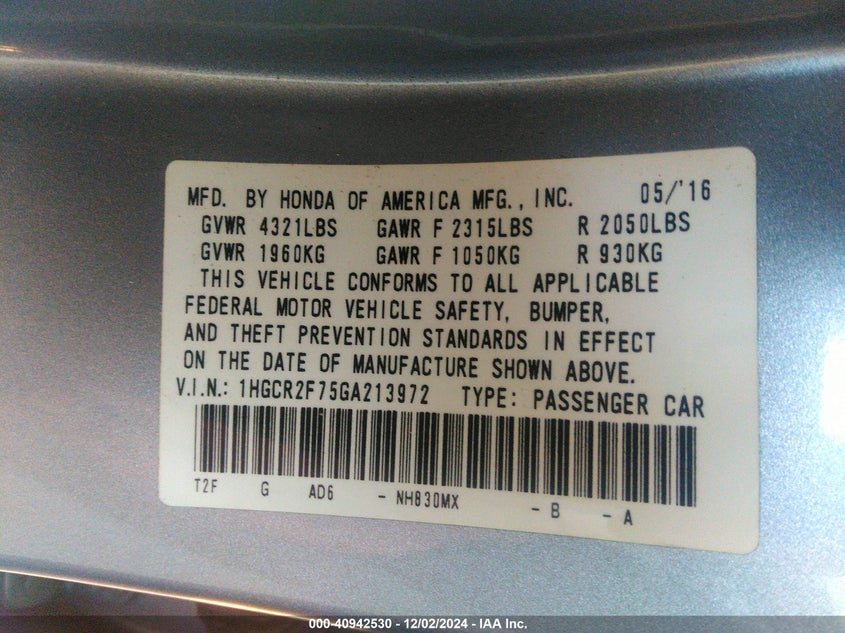 MFD. BY HONDA OF AMERICA MFG., INC. 05/'16
GVWR 4321LBS GAWR F 2315LBS R 2050LBS
GVWR 1960KG GAWR F 1050KG R 930KG
THIS VEHICLE CONFORMS TO ALL APPLICABLE
FEDERAL MOTOR VEHICLE SAFETY, BUMPER,
AND THEFT PREVENTION STANDARDS IN EFFECT
ON THE DATE OF MANUFACTURE SHOWN ABOVE.
V.I.N.: 1HGCR2F75GA213972 TYPE: PASSENGER CAR
T2F G AD6 - NH830MX - B - A
000-40942530 - 12/02/2024 - IAA Inc.